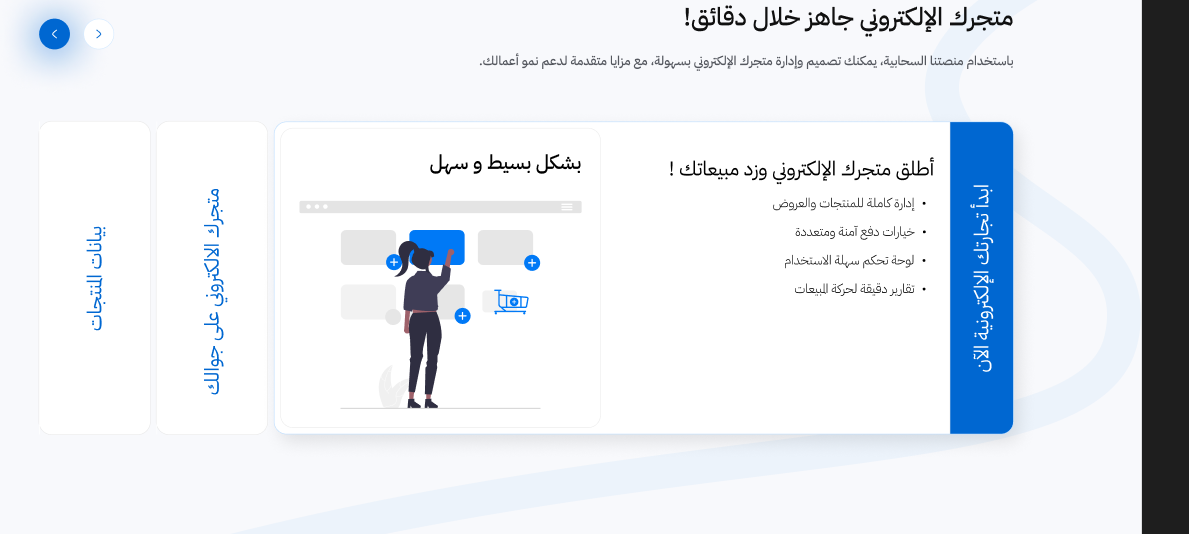 متجرك الإلكتروني جاهز خلال دقائق!
باستخدام منصتنا السحابية، يمكنك تصميم وإدارة متجرك الإلكتروني بسهولة، مع مزايا متقدمة لدعم نمو أعمالك.
ابدأ تجارتك الإلكترونية الآن
أطلق متجرك الإلكتروني وزد مبيعاتك !
• إدارة كاملة للمنتجات والعروض
• خيارات دفع آمنة ومتعددة
• لوحة تحكم سهلة الاستخدام
• تقارير دقيقة لحركة المبيعات
بشكل بسيط و سهل
متجرك الالكتروني على جوالك
بيانات المنتجات